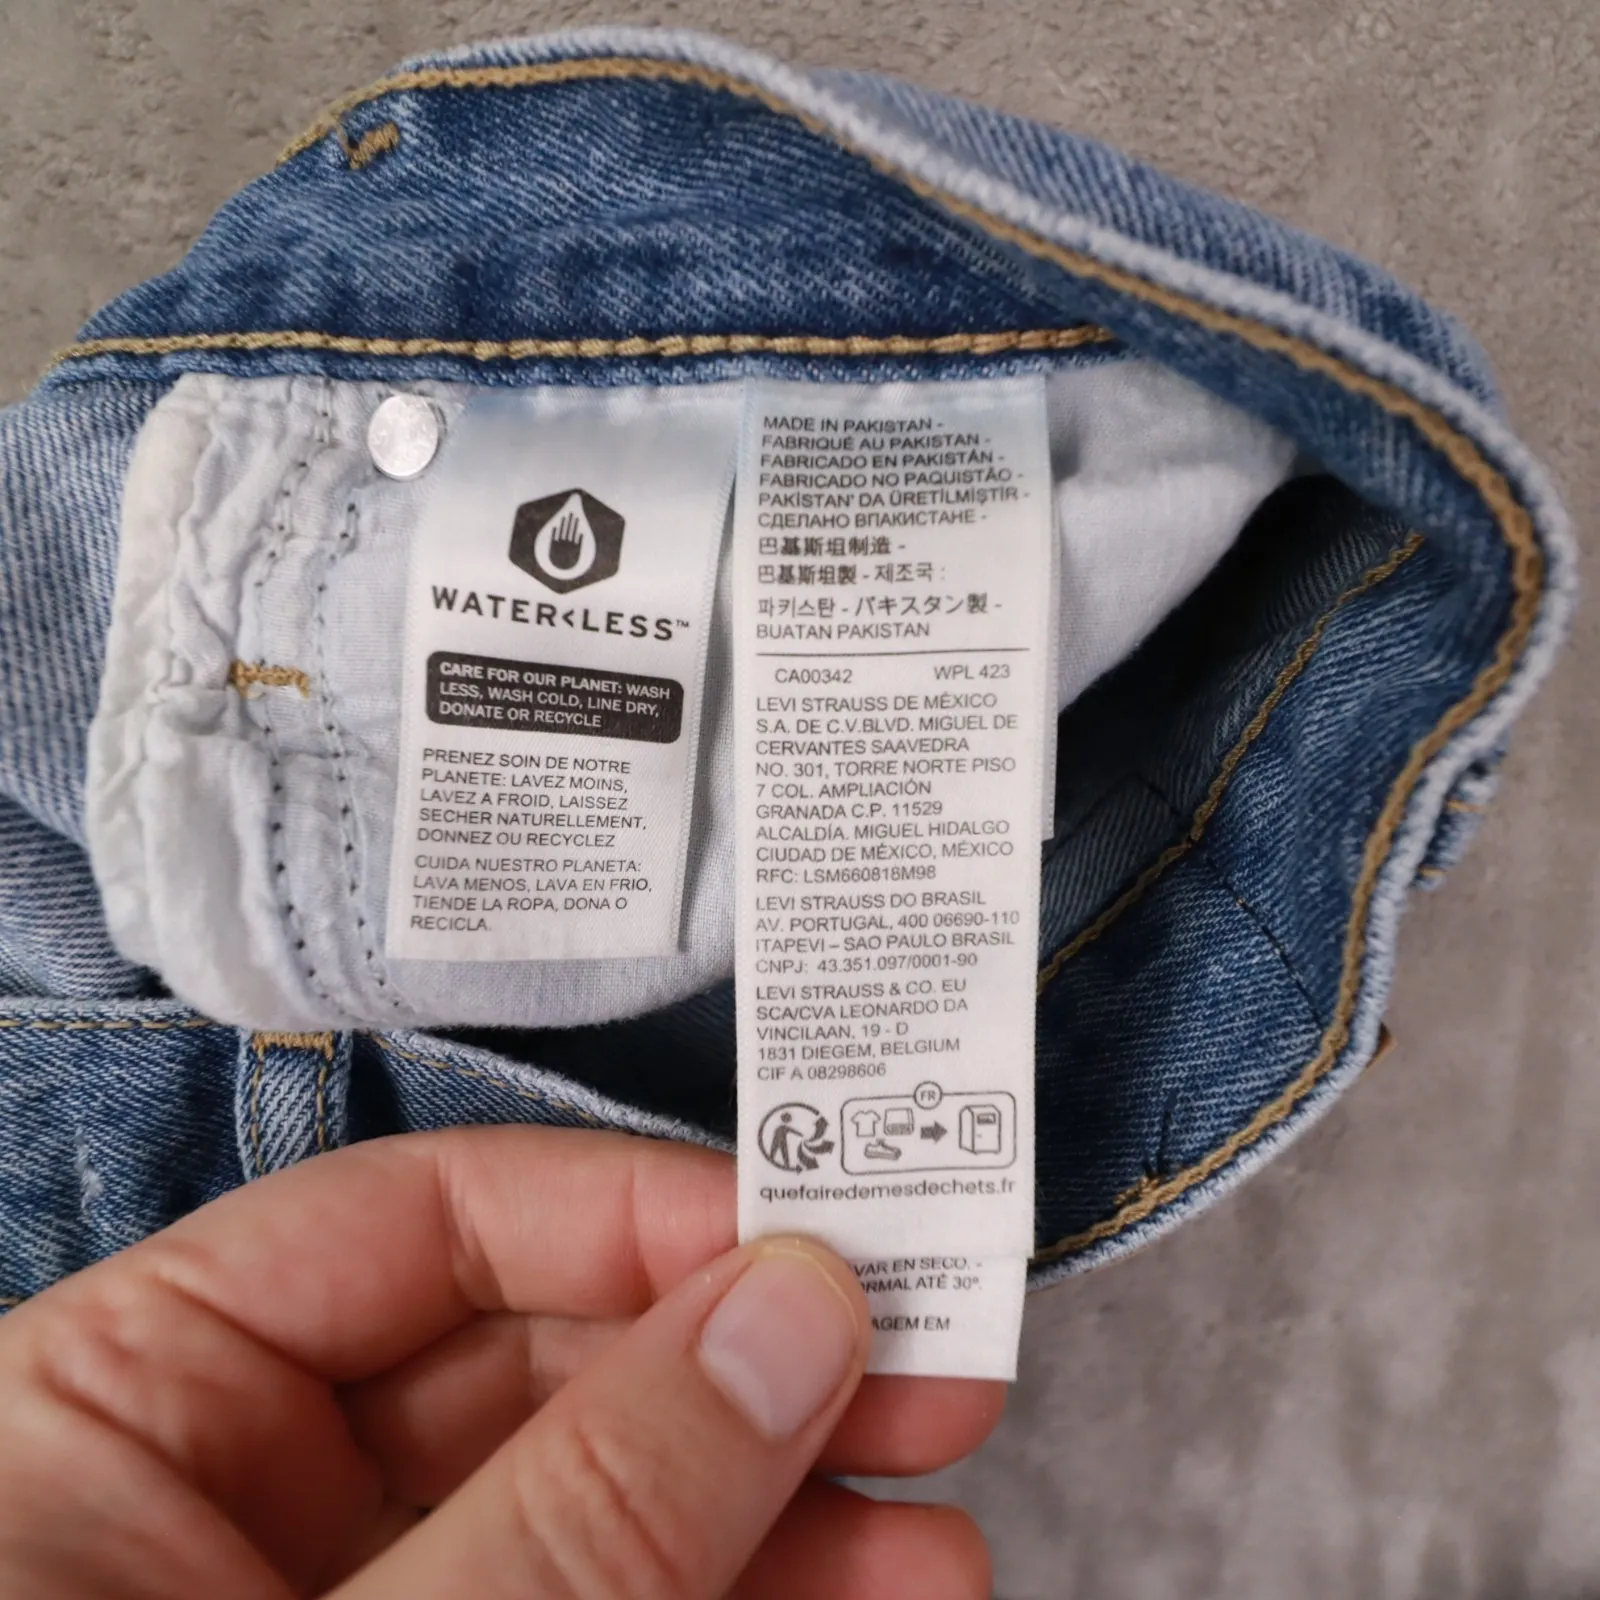 WATER<LESS™
CARE FOR OUR PLANET: WASH
LESS, WASH COLD, LINE DRY,
DONATE OR RECYCLE
PRENEZ SOIN DE NOTRE
PLANETE: LAVEZ MOINS,
LAVEZ A FROID, LAISSEZ
SECHER NATURELLEMENT,
DONNEZ OU RECYCLEZ
CUIDA NUESTRO PLANETA:
LAVA MENOS, LAVA EN FRIO,
TIENDE LA ROPA, DONA O
RECICLA.
MADE IN PAKISTAN -
FABRIQUÉ AU PAKISTAN -
FABRICADO EN PAKISTÁN -
FABRICADO NO PAQUISTÃO -
PAKİSTAN' DA ÜRETİLMİŞTİR -
СДЕЛАНО ВПАКИСТАНЕ -
巴基斯坦制造 -
巴基斯坦製 - 제조국 :
파키스탄 - パキスタン製 -
BUATAN PAKISTAN
CA00342 WPL 423
LEVI STRAUSS DE MÉXICO
S.A. DE C.V.BLVD. MIGUEL DE
CERVANTES SAAVEDRA
NO. 301, TORRE NORTE PISO
7 COL. AMPLIACIÓN
GRANADA C.P. 11529
ALCALDÍA. MIGUEL HIDALGO
CIUDAD DE MÉXICO, MÉXICO
RFC: LSM660818M98
LEVI STRAUSS DO BRASIL
AV. PORTUGAL, 400 06690-110
ITAPEVI – SAO PAULO BRASIL
CNPJ: 43.351.097/0001-90
LEVI STRAUSS & CO. EU
SCA/CVA LEONARDO DA
VINCILAAN, 19 - D
1831 DIEGEM, BELGIUM
CIF A 08298606
FR
quefairedemesdechets.fr
VAR EN SECO. -
RMAL ATÉ 30º.
AGEM EM